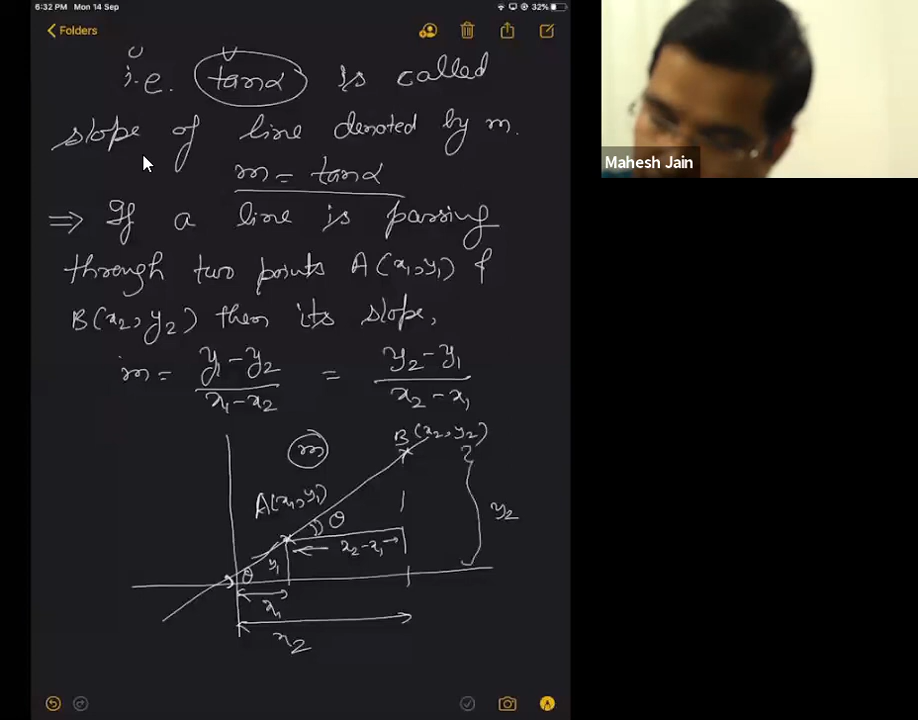 6:32 PM Mon 14 Sep
32%
Folders
i.e. tanα is called
slope of line denoted by m.
m = tanα
⇒ If a line is passing
through two points A(x₁,y₁) &
B(x₂, y₂) then its slope,
m = y₁-y₂ / x₁-x₂ = y₂-y₁ / x₂-x₁
m
B(x₂,y₂)
A(x₁,y₁)
θ
y₂
x₂-x₁
y₁
θ
x₁
x₂
Mahesh Jain